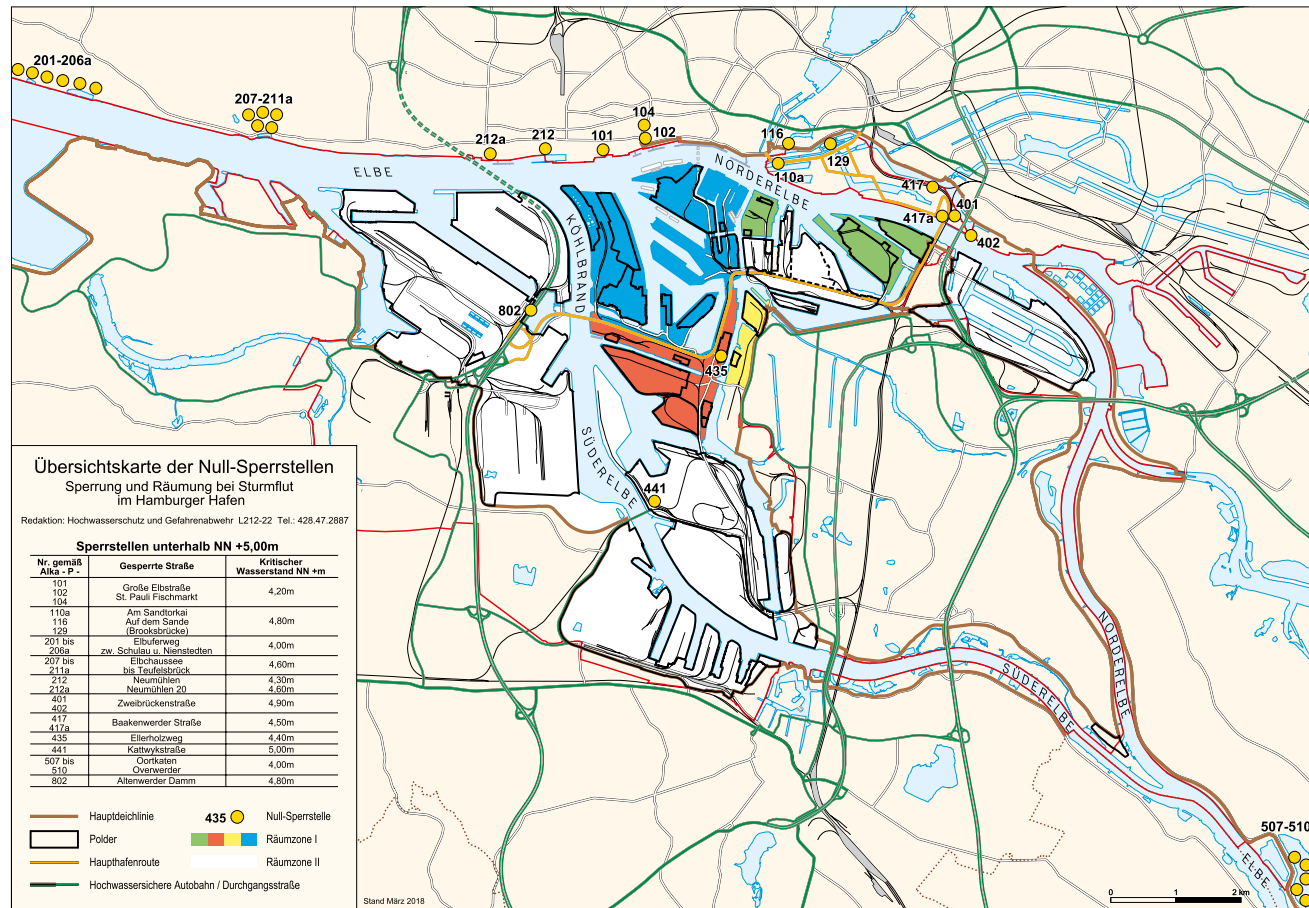 201-206a
207-211a
212a
212
101
104
102
116
129
110a
417
417a
401
402
ELBE
NORDERELBE
KÖHLBRAND
802
435
SÜDERELBE
441
NORDERELBE
SÜDERELBE
507-510
ELBE
Übersichtskarte der Null-Sperrstellen
Sperrung und Räumung bei Sturmflut
im Hamburger Hafen
Redaktion: Hochwasserschutz und Gefahrenabwehr L212-22 Tel.: 428.47.2887
Sperrstellen unterhalb NN +5,00m
Nr. gemäß
Alka - P -
Gesperrte Straße
Kritischer
Wasserstand NN +m
101
102
104
Große Elbstraße
St. Pauli Fischmarkt
4,20m
110a
116
129
Am Sandtorkai
Auf dem Sande
(Brooksbrücke)
4,80m
201 bis
206a
Elbuferweg
zw. Schulau u. Nienstedten
4,00m
207 bis
211a
Elbchaussee
bis Teufelsbrück
4,60m
212
212a
Neumühlen
Neumühlen 20
4,30m
4,60m
401
402
Zweibrückenstraße
4,90m
417
417a
Baakenwerder Straße
4,50m
435
Ellerholzweg
4,40m
441
Kattwykstraße
5,00m
507 bis
510
Oortkaten
Overwerder
4,00m
802
Altenwerder Damm
4,80m
Hauptdeichlinie
435
Null-Sperrstelle
Polder
Räumzone I
Haupthafenroute
Räumzone II
Hochwassersichere Autobahn / Durchgangsstraße
Stand März 2018
0 1 2 km